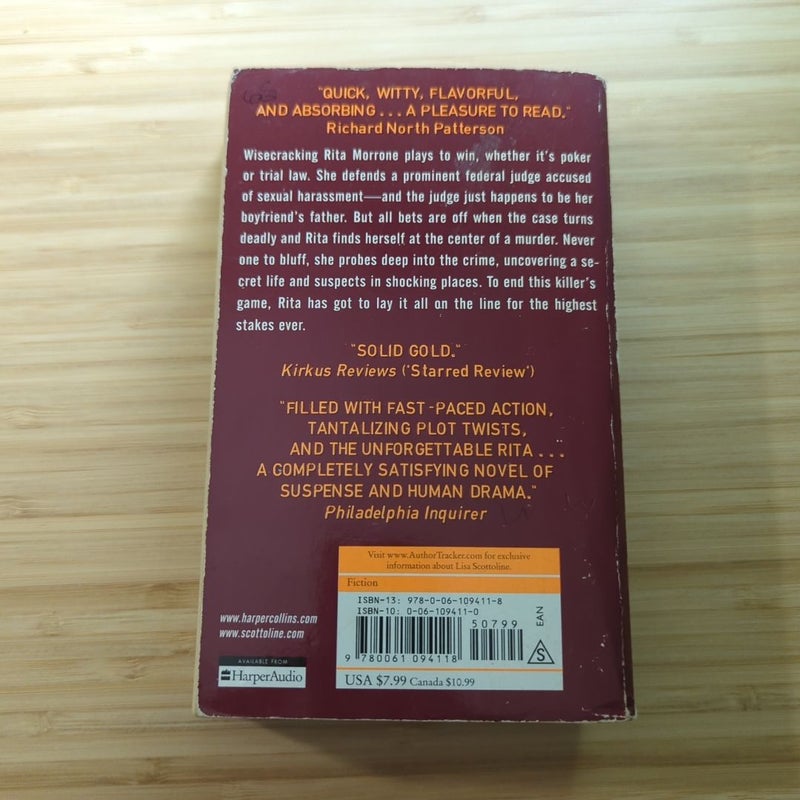 "QUICK, WITTY, FLAVORFUL,
AND ABSORBING . . . A PLEASURE TO READ."
Richard North Patterson
Wisecracking Rita Morrone plays to win, whether it's poker
or trial law. She defends a prominent federal judge accused
of sexual harassment—and the judge just happens to be her
boyfriend's father. But all bets are off when the case turns
deadly and Rita finds herself at the center of a murder. Never
one to bluff, she probes deep into the crime, uncovering a se-
cret life and suspects in shocking places. To end this killer's
game, Rita has got to lay it all on the line for the highest
stakes ever.
"SOLID GOLD."
Kirkus Reviews ('Starred Review')
"FILLED WITH FAST-PACED ACTION,
TANTALIZING PLOT TWISTS,
AND THE UNFORGETTABLE RITA . . .
A COMPLETELY SATISFYING NOVEL OF
SUSPENSE AND HUMAN DRAMA."
Philadelphia Inquirer
Visit www.AuthorTracker.com for exclusive
information about Lisa Scottoline.
Fiction
ISBN-13: 978-0-06-109411-8
ISBN-10: 0-06-109411-0
50799
EAN
S
9 780061 094118
USA $7.99 Canada $10.99
www.harpercollins.com
www.scottoline.com
AVAILABLE FROM
HarperAudio